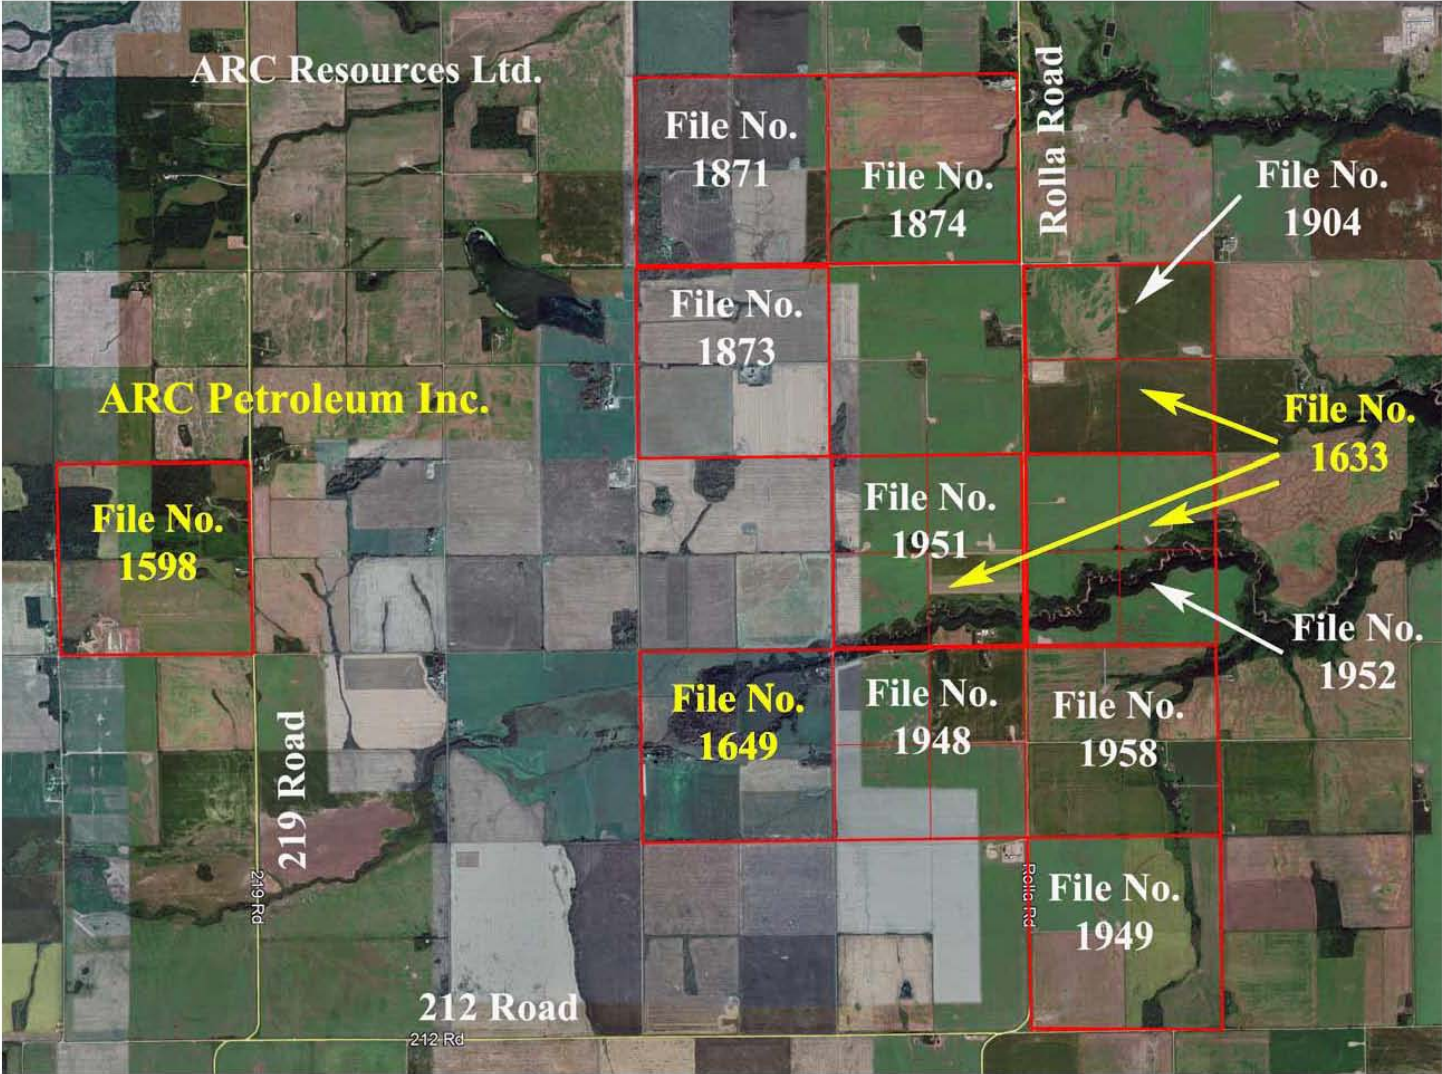 ARC Resources Ltd.
Rolla Road
File No.
1871
File No.
1874
File No.
1904
File No.
1873
ARC Petroleum Inc.
File No.
1633
File No.
1951
File No.
1598
File No.
1952
File No.
1649
File No.
1948
File No.
1958
219 Road
219 Rd
Rolla Rd
File No.
1949
212 Road
212 Rd